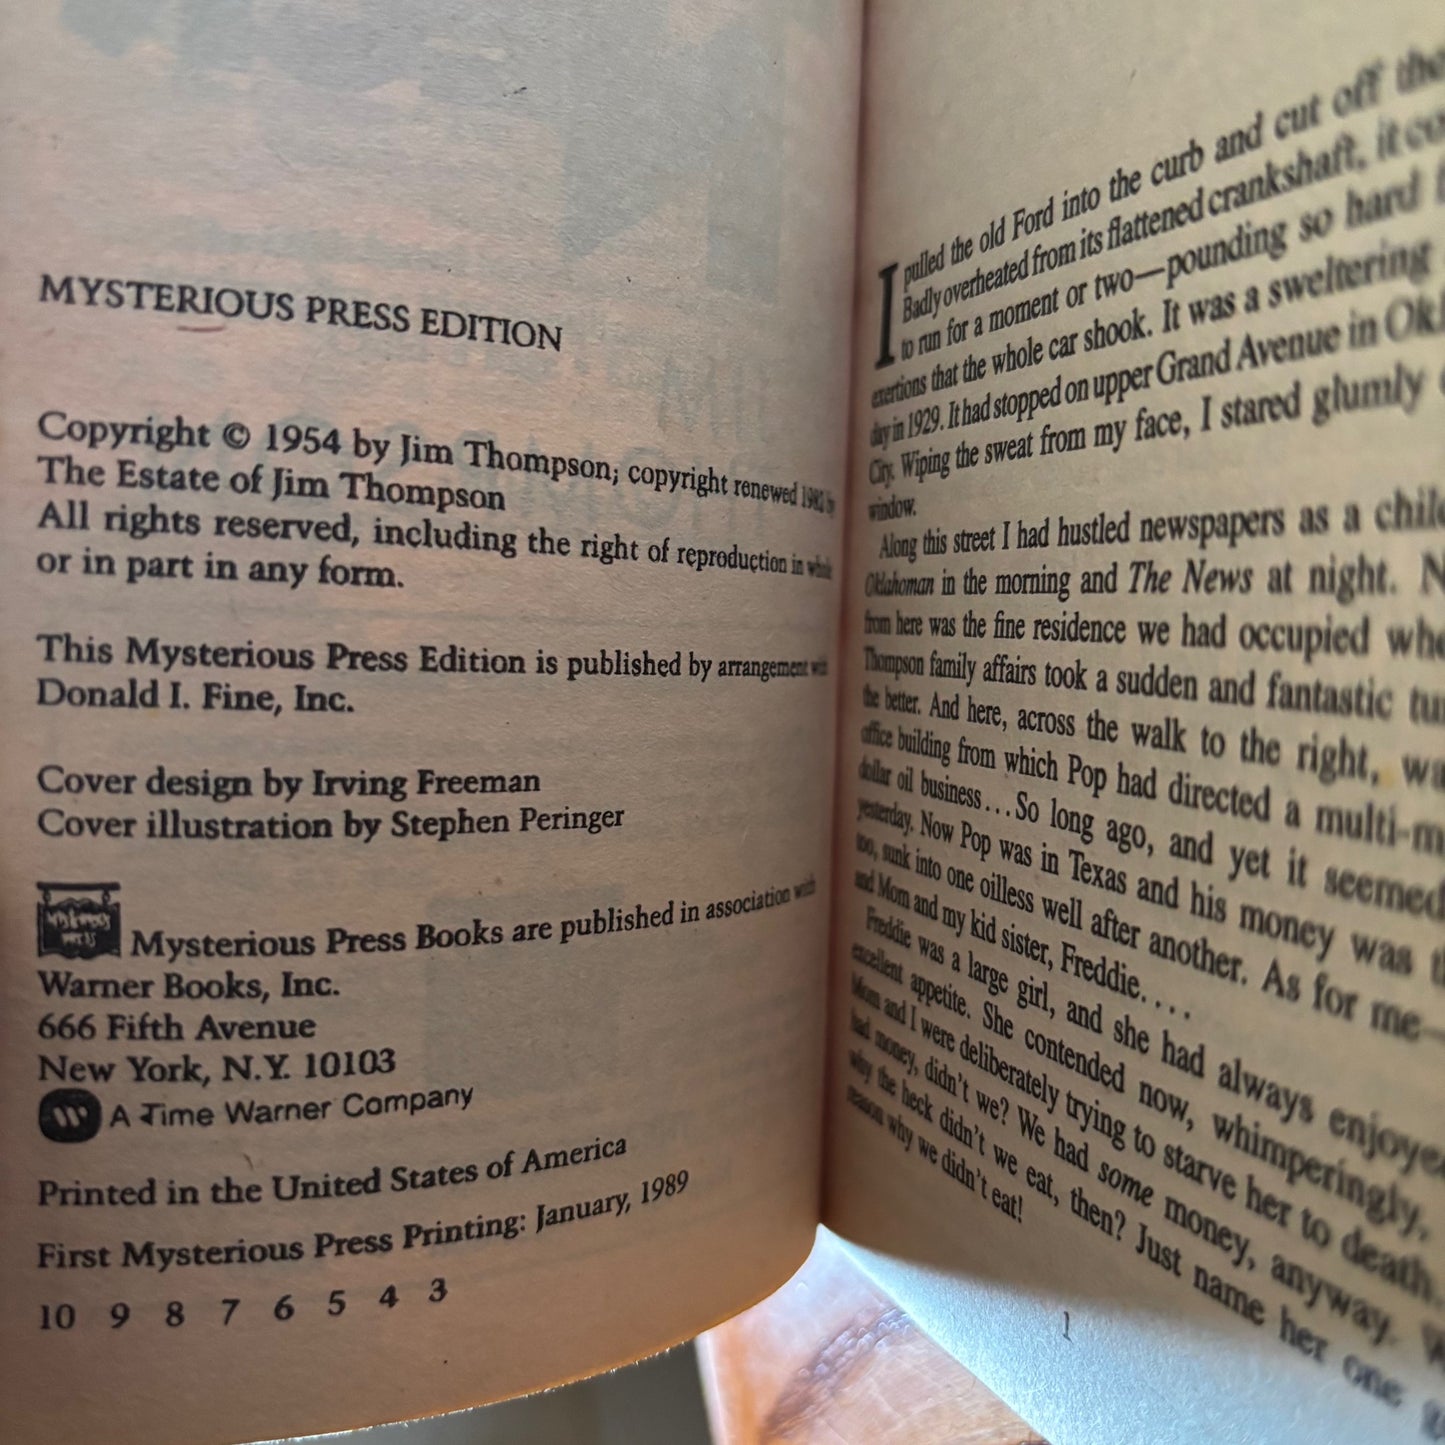 MYSTERIOUS PRESS EDITION
Copyright © 1954 by Jim Thompson; copyright renewed 1982 by
The Estate of Jim Thompson
All rights reserved, including the right of reproduction in whole
or in part in any form.
This Mysterious Press Edition is published by arrangement with
Donald I. Fine, Inc.
Cover design by Irving Freeman
Cover illustration by Stephen Peringer
MYSTERIOUS PRESS
Mysterious Press Books are published in association with
Warner Books, Inc.
666 Fifth Avenue
New York, N.Y. 10103
A Time Warner Company
Printed in the United States of America
First Mysterious Press Printing: January, 1989
10 9 8 7 6 5 4 3
I pulled the old Ford into the curb and cut off the
Badly overheated from its flattened crankshaft, it
to run for a moment or two—pounding so hard
exertions that the whole car shook. It was a sweltering
day in 1929. It had stopped on upper Grand Avenue in
City. Wiping the sweat from my face, I stared glumly
window.
Along this street I had hustled newspapers as a
Oklahoman in the morning and The News at night.
from here was the fine residence we had occupied
Thompson family affairs took a sudden and fantastic
the better. And here, across the walk to the right,
office building from which Pop had directed a
dollar oil business...So long ago, and yet it seemed
yesterday. Now Pop was in Texas and his money was
too, sunk into one oilless well after another. As for me—
and Mom and my kid sister, Freddie. . . .
Freddie was a large girl, and she had always
excellent appetite. She contended now, whimperingly,
Mom and I were deliberately trying to starve her to death.
had money, didn't we? We had some money, anyway.
why the heck didn't we eat, then? Just name her one
reason why we didn't eat!
1